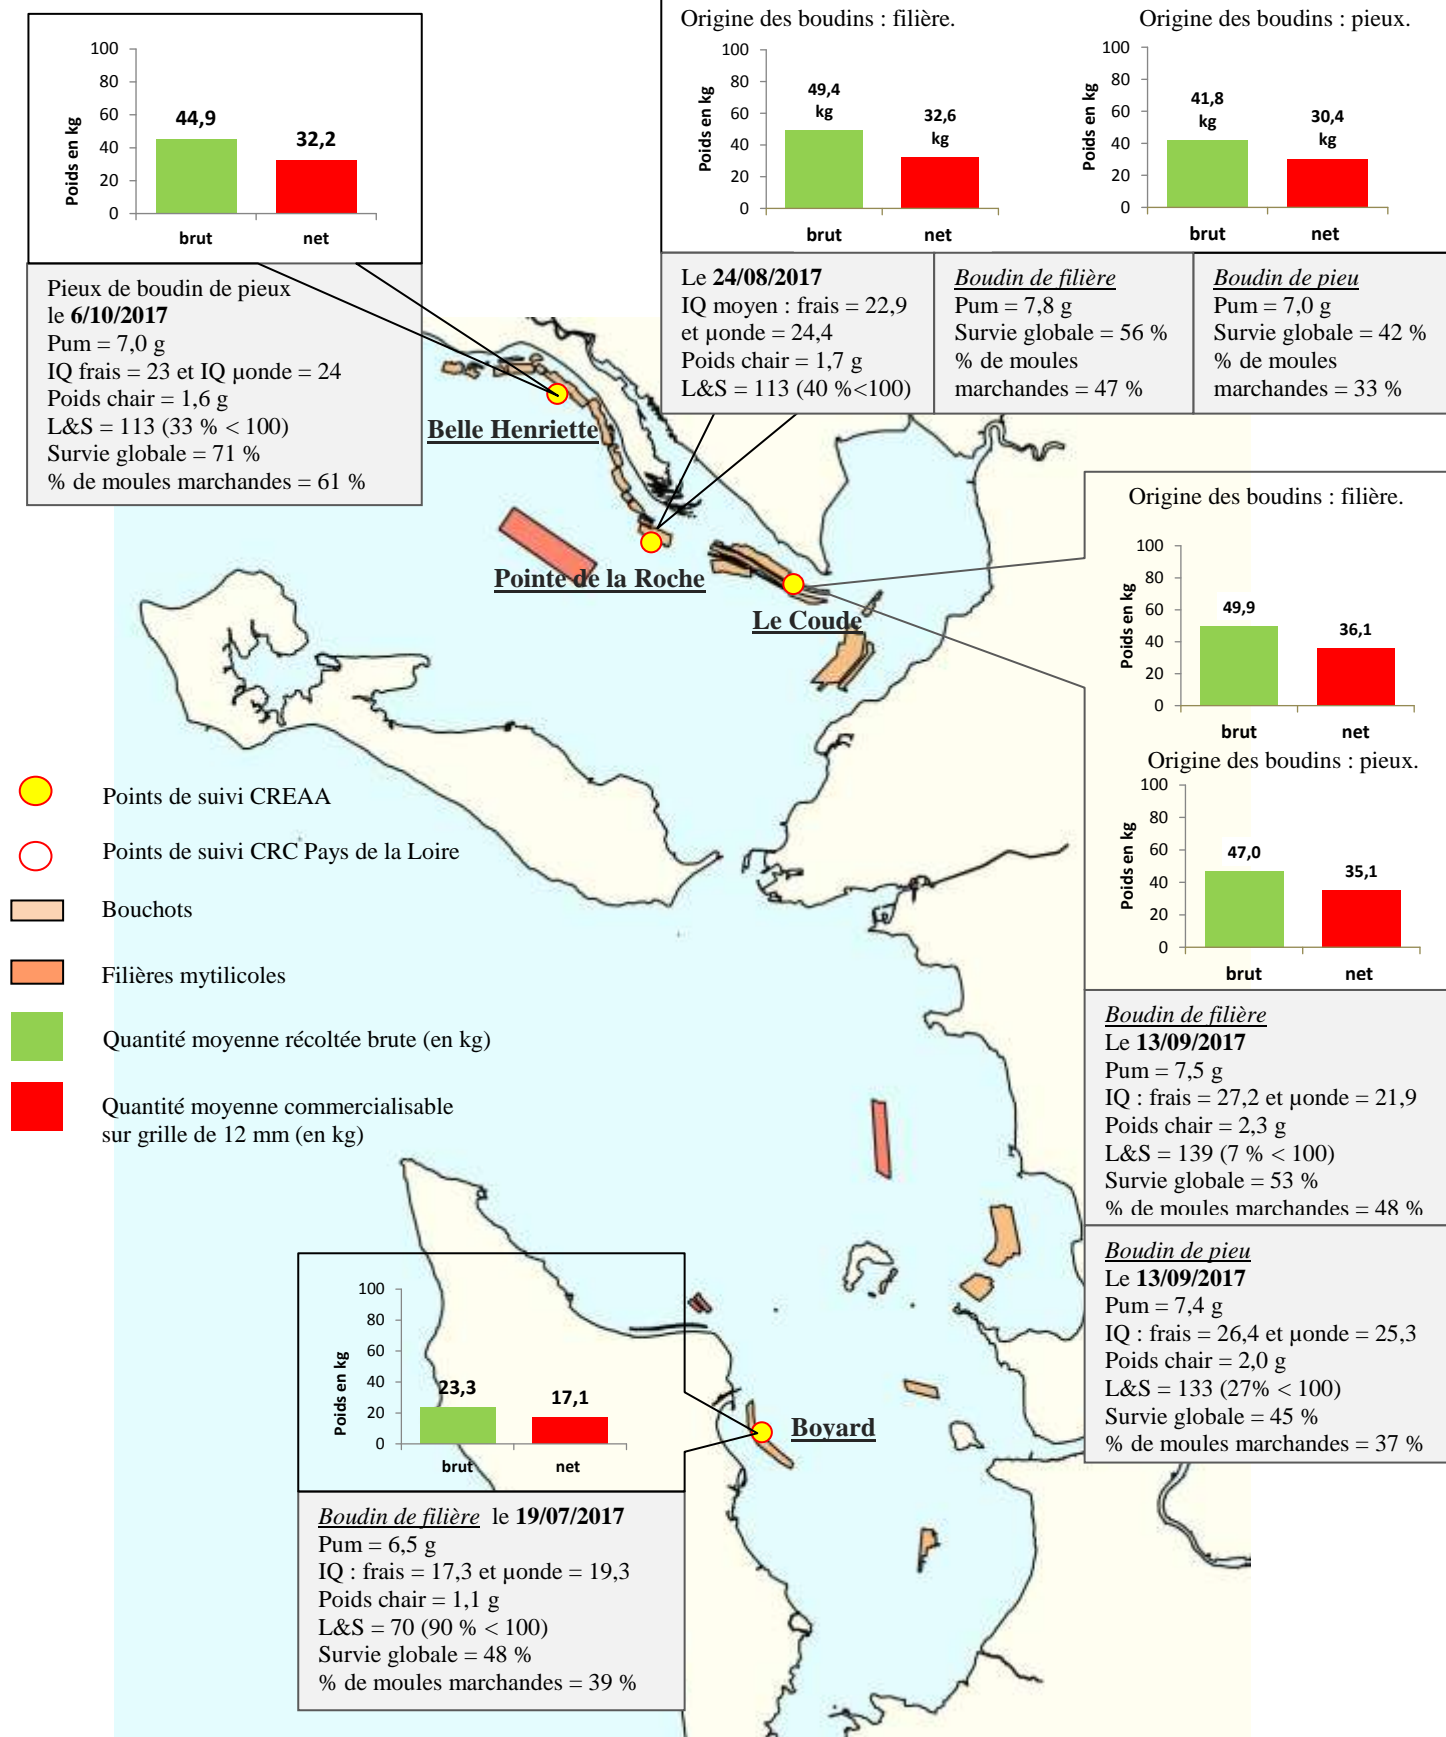 100
80
60
40
20
0
Poids en kg
44,9
32,2
brut
net
Pieux de boudin de pieux
le 6/10/2017
Pum = 7,0 g
IQ frais = 23 et IQ µonde = 24
Poids chair = 1,6 g
L&S = 113 (33 % < 100)
Survie globale = 71 %
% de moules marchandes = 61 %
Origine des boudins : filière.
100
80
60
40
20
0
Poids en kg
49,4
kg
32,6
kg
brut
net
Origine des boudins : pieux.
100
80
60
40
20
0
Poids en kg
41,8
kg
30,4
kg
brut
net
Le 24/08/2017
IQ moyen : frais = 22,9
et µonde = 24,4
Poids chair = 1,7 g
L&S = 113 (40 %<100)
Boudin de filière
Pum = 7,8 g
Survie globale = 56 %
% de moules
marchandes = 47 %
Boudin de pieu
Pum = 7,0 g
Survie globale = 42 %
% de moules
marchandes = 33 %
Belle Henriette
Pointe de la Roche
Le Coude
Origine des boudins : filière.
100
80
60
40
20
0
Poids en kg
49,9
36,1
brut
net
Origine des boudins : pieux.
100
80
60
40
20
0
Poids en kg
47,0
35,1
brut
net
Boudin de filière
Le 13/09/2017
Pum = 7,5 g
IQ : frais = 27,2 et µonde = 21,9
Poids chair = 2,3 g
L&S = 139 (7 % < 100)
Survie globale = 53 %
% de moules marchandes = 48 %
Boudin de pieu
Le 13/09/2017
Pum = 7,4 g
IQ : frais = 26,4 et µonde = 25,3
Poids chair = 2,0 g
L&S = 133 (27% < 100)
Survie globale = 45 %
% de moules marchandes = 37 %
Points de suivi CREAA
Points de suivi CRC Pays de la Loire
Bouchots
Filières mytilicoles
Quantité moyenne récoltée brute (en kg)
Quantité moyenne commercialisable
sur grille de 12 mm (en kg)
100
80
60
40
20
0
Poids en kg
23,3
17,1
brut
net
Boyard
Boudin de filière le 19/07/2017
Pum = 6,5 g
IQ : frais = 17,3 et µonde = 19,3
Poids chair = 1,1 g
L&S = 70 (90 % < 100)
Survie globale = 48 %
% de moules marchandes = 39 %